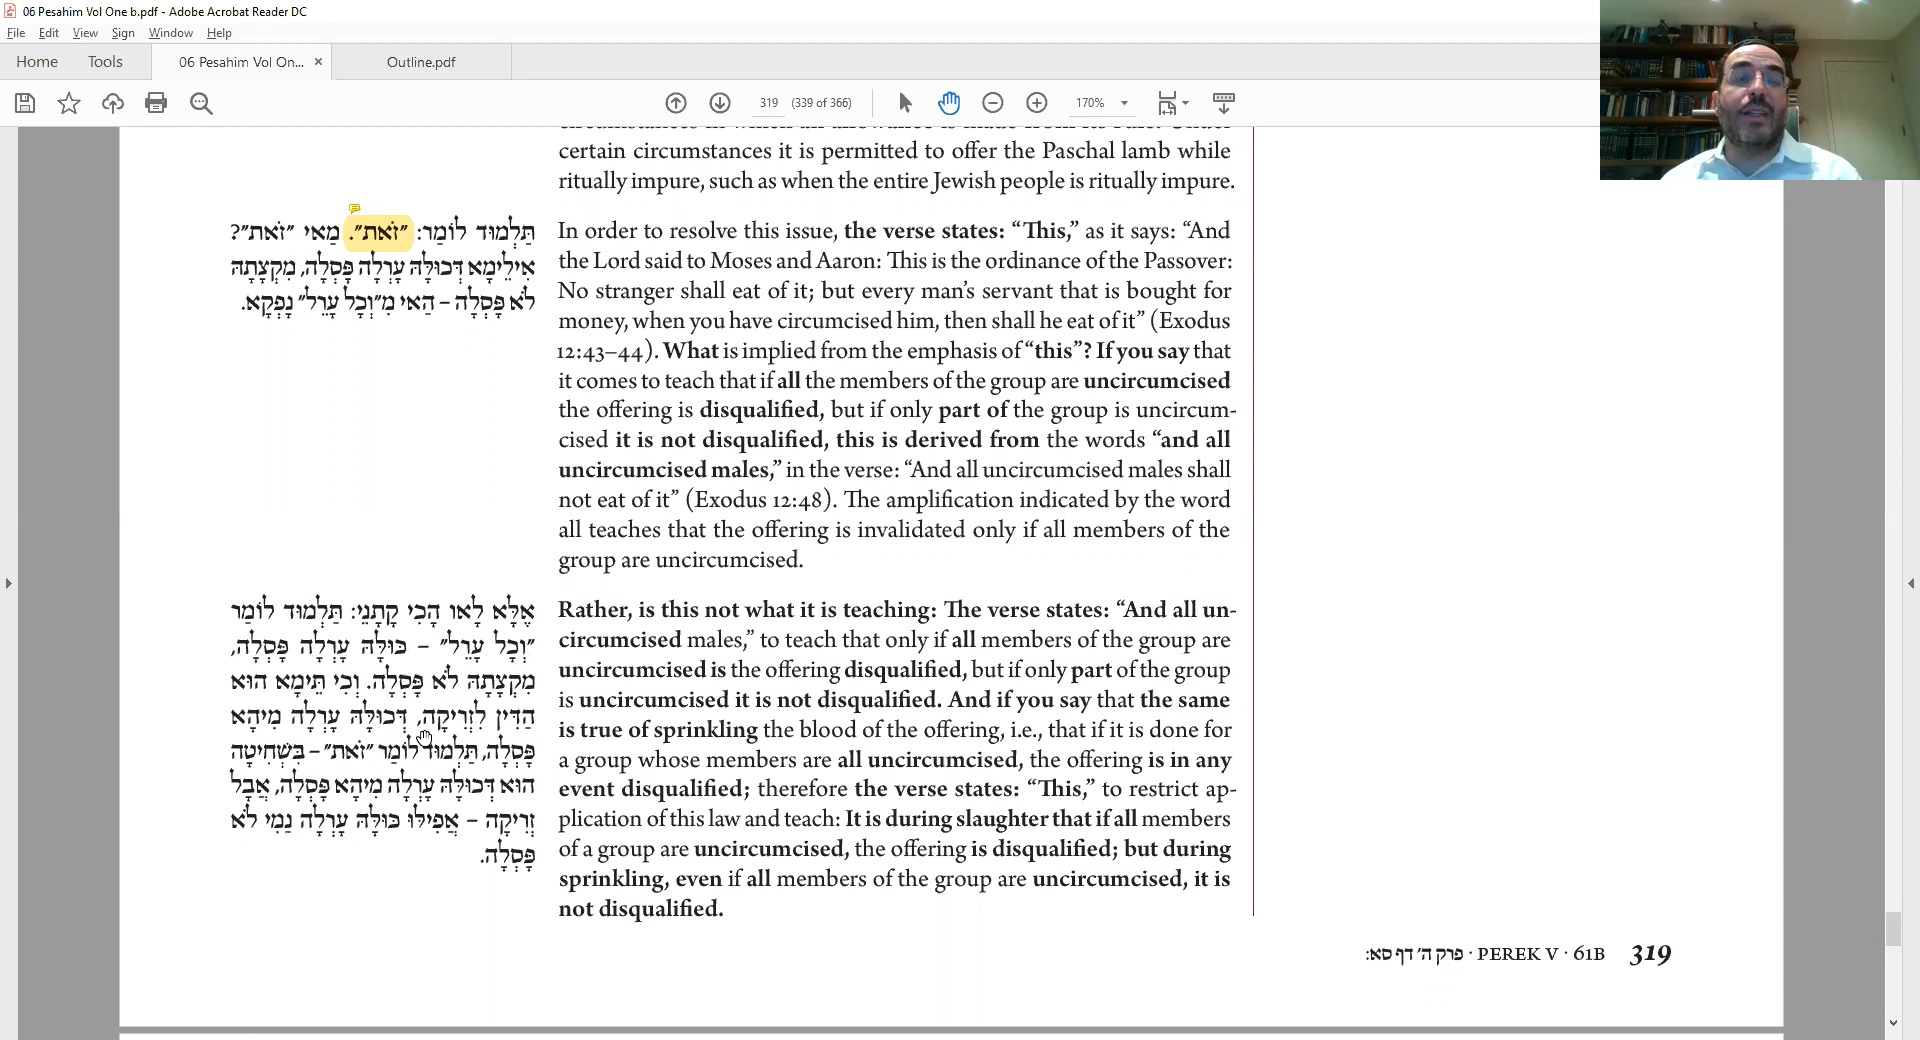 06 Pesahim Vol One b.pdf - Adobe Acrobat Reader DC
File Edit View Sign Window Help
Home Tools 06 Pesahim Vol On... × Outline.pdf
319 (339 of 366) 170%
certain circumstances it is permitted to offer the Paschal lamb while
ritually impure, such as when the entire Jewish people is ritually impure.
תַּלְמוּד לוֹמַר: ״זֹאת״. מַאי ״זֹאת״?
אִילֵימָא דְּכוּלָּהּ עָרְלָה פָּסְלָה, מִקְצָתָהּ
לֹא פָּסְלָה – הַאי מִ״וְּכָל עָרֵל״ נָפְקָא.
In order to resolve this issue, the verse states: “This,” as it says: “And
the Lord said to Moses and Aaron: This is the ordinance of the Passover:
No stranger shall eat of it; but every man’s servant that is bought for
money, when you have circumcised him, then shall he eat of it” (Exodus
12:43–44). What is implied from the emphasis of “this”? If you say that
it comes to teach that if all the members of the group are uncircumcised
the offering is disqualified, but if only part of the group is uncircum-
cised it is not disqualified, this is derived from the words “and all
uncircumcised males,” in the verse: “And all uncircumcised males shall
not eat of it” (Exodus 12:48). The amplification indicated by the word
all teaches that the offering is invalidated only if all members of the
group are uncircumcised.
אֶלָּא לָאו הָכִי קָתָנֵי: תַּלְמוּד לוֹמַר
״וְכָל עָרֵל״ – כּוּלָּהּ עָרְלָה פָּסְלָה,
מִקְצָתָהּ לֹא פָּסְלָה. וְכִי תֵּימָא הוּא
הַדִּין לִזְרִיקָה, דְּכוּלָּהּ עָרְלָה מִיהָא
פָּסְלָה, תַּלְמוּד לוֹמַר ״זֹאת״ – בִּשְׁחִיטָה
הוּא דְּכוּלָּהּ עָרְלָה מִיהָא פָּסְלָה, אֲבָל
זְרִיקָה – אֲפִילּוּ כּוּלָּהּ עָרְלָה נַמִי לֹא
פָּסְלָה.
Rather, is this not what it is teaching: The verse states: “And all un-
circumcised males,” to teach that only if all members of the group are
uncircumcised is the offering disqualified, but if only part of the group
is uncircumcised it is not disqualified. And if you say that the same
is true of sprinkling the blood of the offering, i.e., that if it is done for
a group whose members are all uncircumcised, the offering is in any
event disqualified; therefore the verse states: “This,” to restrict ap-
plication of this law and teach: It is during slaughter that if all members
of a group are uncircumcised, the offering is disqualified; but during
sprinkling, even if all members of the group are uncircumcised, it is
not disqualified.
פרק ה׳ דף סא: · PEREK V · 61B 319